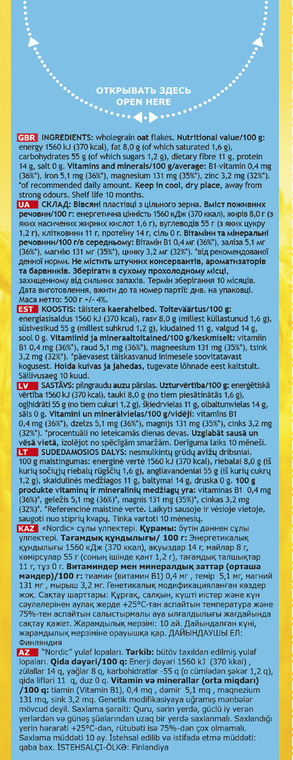 ОТКРЫВАТЬ ЗДЕСЬ
OPEN HERE
GBR INGREDIENTS: wholegrain oat flakes. Nutritional value/100 g:
energy 1560 kJ (370 kcal), fat 8,0 g (of which saturated 1,6 g),
carbohydrates 55 g (of which sugars 1,2 g), dietary fibre 11 g, protein
14 g, salt 0 g. Vitamins and minerals/100 g/average: B1-vitamin 0,4 mg
(36%*), iron 5,1 mg (36%*), magnesium 131 mg (35%*), zinc 3,2 mg (32%*).
*of recommended daily amount. Keep in cool, dry place, away from
strong odours. Shelf life 10 months.
UA СКЛАД: Вівсяні пластівці з цільного зерна. Вміст поживних
речовин/100 г: енергетична цінність 1560 кДж (370 ккал), жирів 8,0 г (з
яких насичених жирних кислот 1,6 г), вуглеводів 55 г (з яких цукру
1,2 г), клітковини 11 г, протеїну 14 г, сіль 0 г. Вітаміни та мінеральні
речовини/100 г/в середньому: Вітамін В1 0,4 мг (36%*), заліза 5,1 мг
(36%*), магнію 131 мг (35%*), цинку 3,2 мг (32%*). *від рекомендованої
денної норми. Не містить штучних консервантів, ароматизаторів
та барвників. Зберігати в сухому прохолодному місці,
захищенному від сильних запахів. Термін зберігання 10 місяців.
Дата виготовлення, вжити до та номер партії: див. на упаковці.
Маса нетто: 500 г +/- 4%.
EST KOOSTIS: täistera kaerahelbed. Toiteväärtus/100 g:
energiasisaldus 1560 kJ (370 kcal), rasv 8,0 g (millest küllastunud 1,6 g),
süsivesikud 55 g (millest suhkrud 1,2 g), kiudained 11 g, valgud 14 g,
sool 0 g. Vitamiinid ja mineraaltoitained/100 g/keskmiselt: vitamiin
B1 0,4 mg (36%*), raud 5,1 mg (36%*), magneesium 131 mg (35%*), tsink
3,2 mg (32%*). *päevasest täiskasvanud inimesele soovitatavast
kogusest. Hoida kuivas ja jahedas, tugevate lõhnade eest kaitstult.
Säilivusaeg 10 kuud.
LV SASTĀVS: pilngraudu auzu pārslas. Uzturvērtība/100 g: enerģētiskā
vērtība 1560 kJ (370 kcal), tauki 8,0 g (no tiem piesātinātās 1,6 g),
ogļhidrāti 55 g (no tiem cukuri 1,2 g), šķiedrvielas 11 g, olbaltumvielas 14 g,
sāls 0 g. Vitamīni un minerālvielas/100 g/vidēji: vitamīns B1
0,4 mg (36%*), dzelzs 5,1 mg (36%*), magnijs 131 mg (35%*), cinks 3,2 mg
(32%*). *procentuāli no ieteicamās dienas devas. Uzglabāt sausā un
vēsā vietā, izolējot no specifiskām smaržām. Derīguma laiks 10 mēneši.
LT SUDEDAMOSIOS DALYS: nesmulkintų grūdų avižų dribsniai.
100 g maistingumas: energinė vertė 1560 kJ (370 kcal), riebalai 8,0 g (iš
kurių sočiųjų riebalų rūgščių 1,6 g), angliavandeniai 55 g (iš kurių cukrų
1,2 g), skaidulinės medžiagos 11 g, baltymai 14 g, druska 0 g. 100 g
produkte vitaminų ir mineralinių medžiagų yra: vitaminas B1 0,4 mg
(36%*), geležis 5,1 mg (36%*), magnis 131 mg (35%*), cinkas 3,2 mg
(32%*). *Referencinė maistinė vertė. Laikyti sausoje ir vėsioje vietoje,
saugoti nuo stiprių kvapų. Tinka vartoti 10 mėnesių.
KAZ «Nordic» сұлы үлпектері. Құрамы: бүтін дәннен сұлы
үлпектері. Тағамдық құндылығы/ 100 г: Энергетикалық
құндылығы 1560 кДж (370 ккал), ақуыздар 14 г, майлар 8 г,
көмірсулар 55 г (соның ішінде қант 1,2 г), тағамдық талшықтар
11 г, тұз 0 г. Витаминдер мен минералдық заттар (орташа
мәндер)/100 г: тиамин (витамин В1) 0,4 мг , темір 5,1 мг, магний
131 мг , мырыш 3,2 мг. Генетикалық модификацияланған көздер
жоқ. Сақтау шарттары: Құрғақ, салқын, күшті иістер және күн
сәулелерінен аулақ жерде +25°С-тан аспайтын температура және
75%-тен аспайтын салыстырмалы ауа ылғалдылығы жағдайында
сақтау қажет. Жарамдылық мерзімі: 10 ай. Дайындалған күні,
жарамдылық мерзіміне орауышқа қар. ДАЙЫНДАУШЫ ЕЛ:
Финляндия
AZ "Nordic" yulaf lopaları. Tərkib: bütöv taxıldan edilmiş yulaf
lopaları. Qida dəyəri/100 q: Enerji dəyəri 1560 kJ (370 kkal) ,
zülallar 14 q, yağlar 8 q, karbohidratlar -55 q (o cümlədən şəkər 1,2 q),
qida lifləri 11 q, duz 0 q. Vitamin və minerallar (orta miqdarı)
/100 q: tiamin (Vitamin B1), 0,4 mq , dəmir 5,1 mq , maqnezium
131 mq, sink 3,2 mq. Genetik modifikasiyaya uğramış mənbələr
mövcud deyil. Saxlama şəraiti: Quru, sərin yerdə, güclü iy verən
yerlərdən və günəş şüalarından uzaq bir yerdə saxlanmalı. Saxlandığı
yerin hərarəti +25°C-dən, rütubəti isə 75%-dən çox olmamalı.
Saxlama müddəti 10 ay. İstehsal edilib və istifadə etmə müddəti:
qaba bax. İSTEHSALÇI-ÖLKƏ: Finlandiya